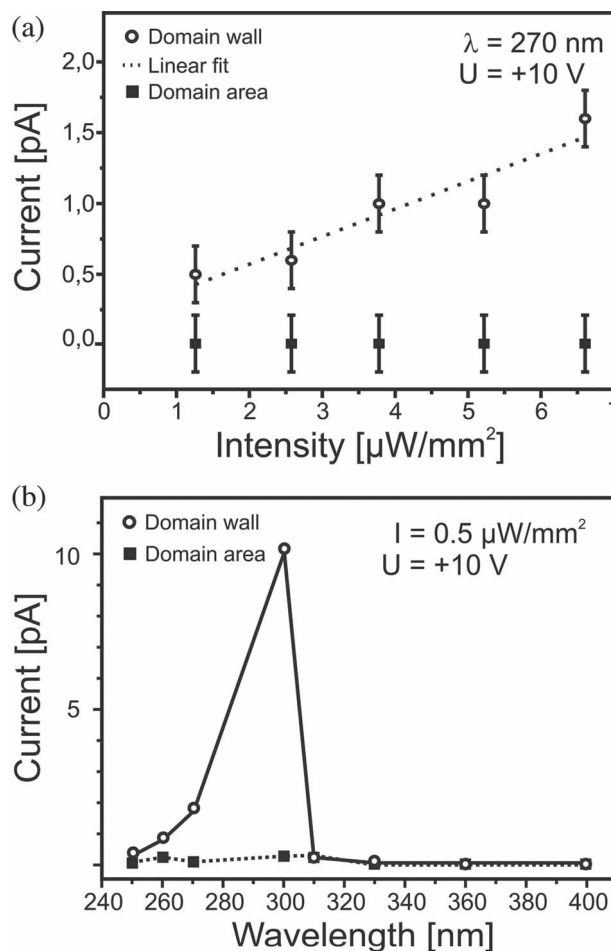 (a)
Domain wall
Linear fit
Domain area
λ = 270 nm
U = +10 V
Current [pA]
2,0
1,5
1,0
0,5
0,0
0 1 2 3 4 5 6 7
Intensity [µW/mm²]
(b)
Domain wall
Domain area
I = 0.5 µW/mm²
U = +10 V
Current [pA]
10
5
240 260 280 300 320 340 360 380 400
Wavelength [nm]